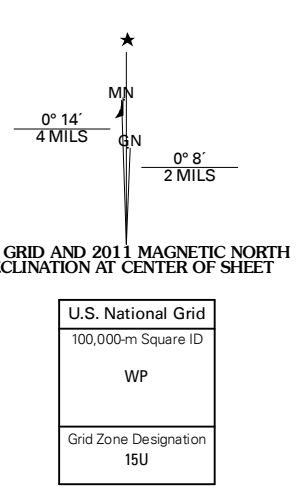 MN
0° 14´
4 MILS
GN
0° 8´
2 MILS
GRID AND 2011 MAGNETIC NORTH
CLINATION AT CENTER OF SHEET
U.S. National Grid
100,000-m Square ID
WP
Grid Zone Designation
15U